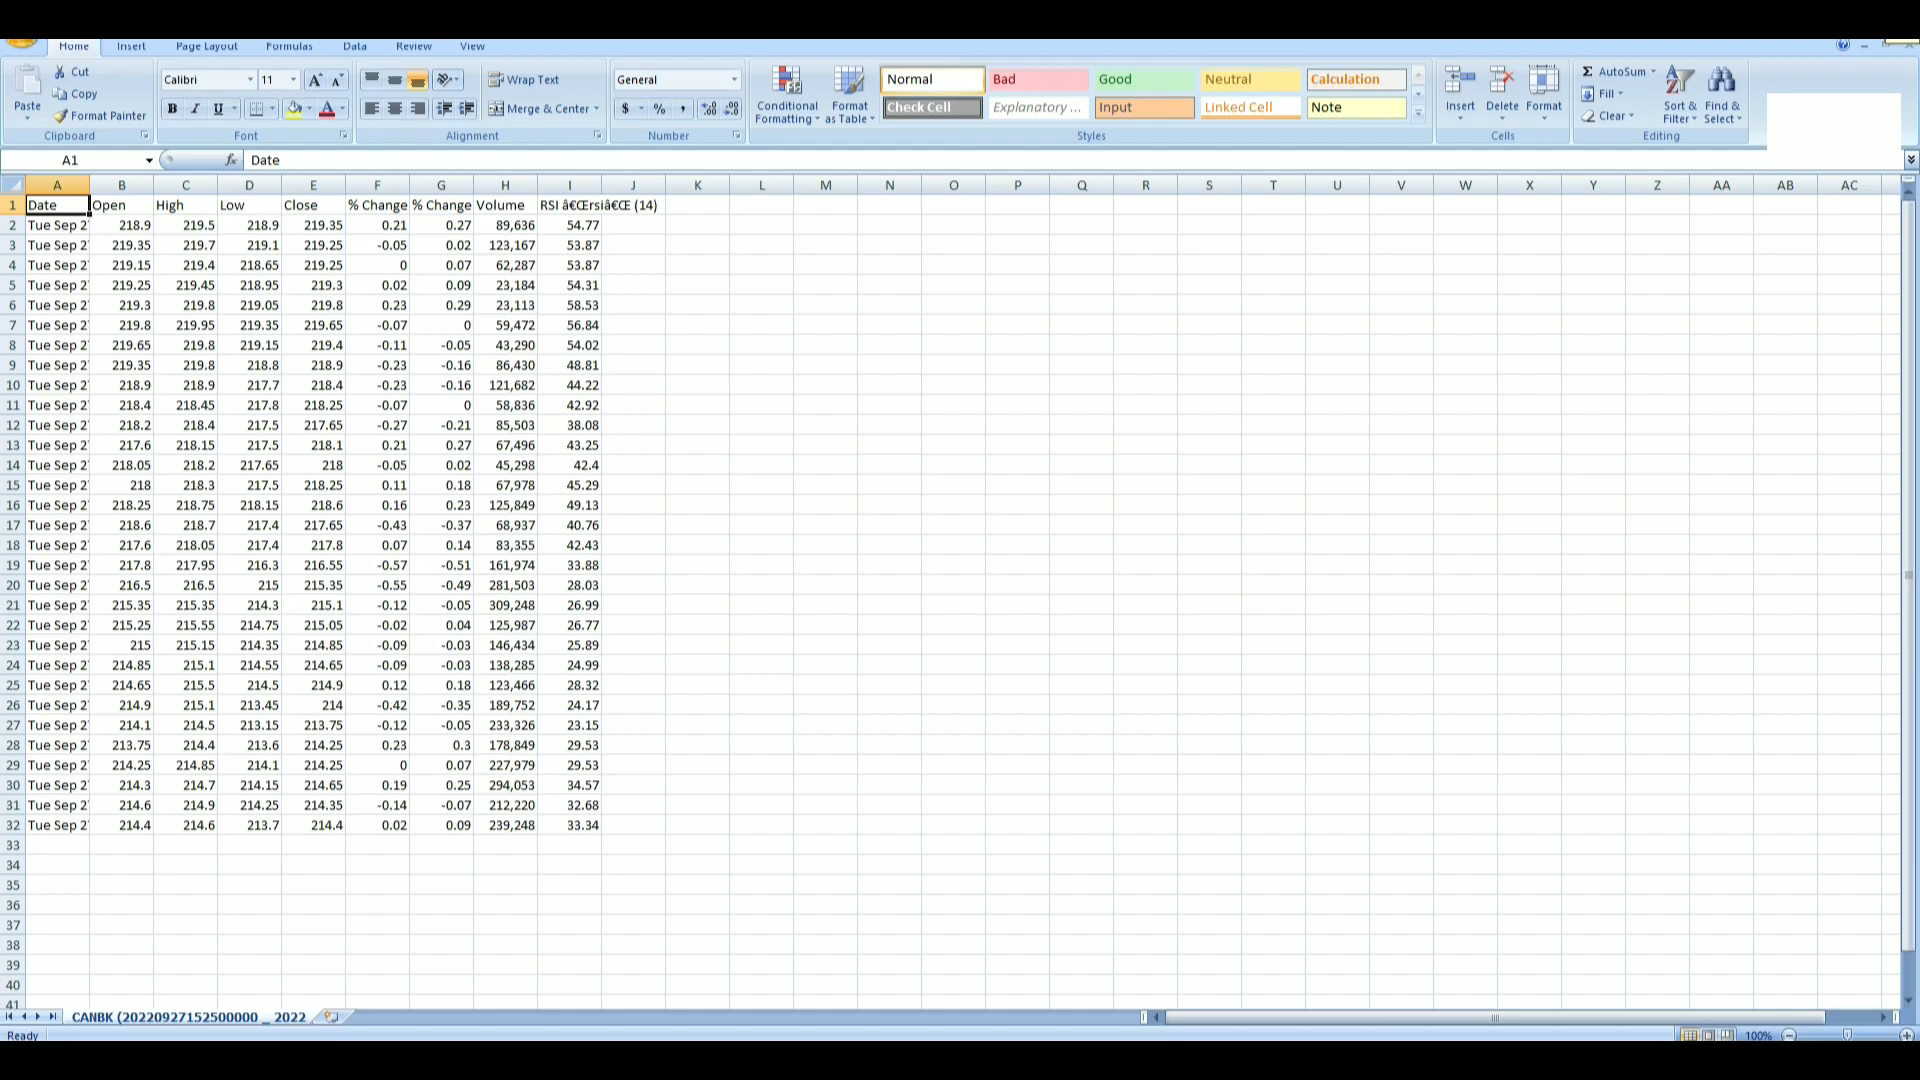 Home Insert Page Layout Formulas Data Review View
Cut
Copy
Format Painter
Paste
Clipboard
Calibri 11
B I U
Font
Wrap Text
Merge & Center
Alignment
General
$ % ,
Number
Conditional Formatting
Format as Table
Normal Bad Good Neutral Calculation
Check Cell Explanatory ... Input Linked Cell Note
Styles
Insert Delete Format
Cells
Σ AutoSum
Fill
Clear
Sort & Filter
Find & Select
Editing
A1 fx Date
A B C D E F G H I J K L M N O P Q R S T U V W X Y Z AA AB AC
1 Date Open High Low Close % Change % Change Volume RSI â€Œrsiâ€Œ (14)
2 Tue Sep 2 218.9 219.5 218.9 219.35 0.21 0.27 89,636 54.77
3 Tue Sep 2 219.35 219.7 219.1 219.25 -0.05 0.02 123,167 53.87
4 Tue Sep 2 219.15 219.4 218.65 219.25 0 0.07 62,287 53.87
5 Tue Sep 2 219.25 219.45 218.95 219.3 0.02 0.09 23,184 54.31
6 Tue Sep 2 219.3 219.8 219.05 219.8 0.23 0.29 23,113 58.53
7 Tue Sep 2 219.8 219.95 219.35 219.65 -0.07 0 59,472 56.84
8 Tue Sep 2 219.65 219.8 219.15 219.4 -0.11 -0.05 43,290 54.02
9 Tue Sep 2 219.35 219.8 218.8 218.9 -0.23 -0.16 86,430 48.81
10 Tue Sep 2 218.9 218.9 217.7 218.4 -0.23 -0.16 121,682 44.22
11 Tue Sep 2 218.4 218.45 217.8 218.25 -0.07 0 58,836 42.92
12 Tue Sep 2 218.2 218.4 217.5 217.65 -0.27 -0.21 85,503 38.08
13 Tue Sep 2 217.6 218.15 217.5 218.1 0.21 0.27 67,496 43.25
14 Tue Sep 2 218.05 218.2 217.65 218 -0.05 0.02 45,298 42.4
15 Tue Sep 2 218 218.3 217.5 218.25 0.11 0.18 67,978 45.29
16 Tue Sep 2 218.25 218.75 218.15 218.6 0.16 0.23 125,849 49.13
17 Tue Sep 2 218.6 218.7 217.4 217.65 -0.43 -0.37 68,937 40.76
18 Tue Sep 2 217.6 218.05 217.4 217.8 0.07 0.14 83,355 42.43
19 Tue Sep 2 217.8 217.95 216.3 216.55 -0.57 -0.51 161,974 33.88
20 Tue Sep 2 216.5 216.5 215 215.35 -0.55 -0.49 281,503 28.03
21 Tue Sep 2 215.35 215.35 214.3 215.1 -0.12 -0.05 309,248 26.99
22 Tue Sep 2 215.25 215.55 214.75 215.05 -0.02 0.04 125,987 26.77
23 Tue Sep 2 215 215.15 214.35 214.85 -0.09 -0.03 146,434 25.89
24 Tue Sep 2 214.85 215.1 214.55 214.65 -0.09 -0.03 138,285 24.99
25 Tue Sep 2 214.65 215.5 214.5 214.9 0.12 0.18 123,466 28.32
26 Tue Sep 2 214.9 215.1 213.45 214 -0.42 -0.35 189,752 24.17
27 Tue Sep 2 214.1 214.5 213.15 213.75 -0.12 -0.05 233,326 23.15
28 Tue Sep 2 213.75 214.4 213.6 214.25 0.23 0.3 178,849 29.53
29 Tue Sep 2 214.25 214.85 214.1 214.25 0 0.07 227,979 29.53
30 Tue Sep 2 214.3 214.7 214.15 214.65 0.19 0.25 294,053 34.57
31 Tue Sep 2 214.6 214.9 214.25 214.35 -0.14 -0.07 212,220 32.68
32 Tue Sep 2 214.4 214.6 213.7 214.4 0.02 0.09 239,248 33.34
33
34
35
36
37
38
39
40
41
CANBK (20220927152500000 _ 2022
Ready 100%